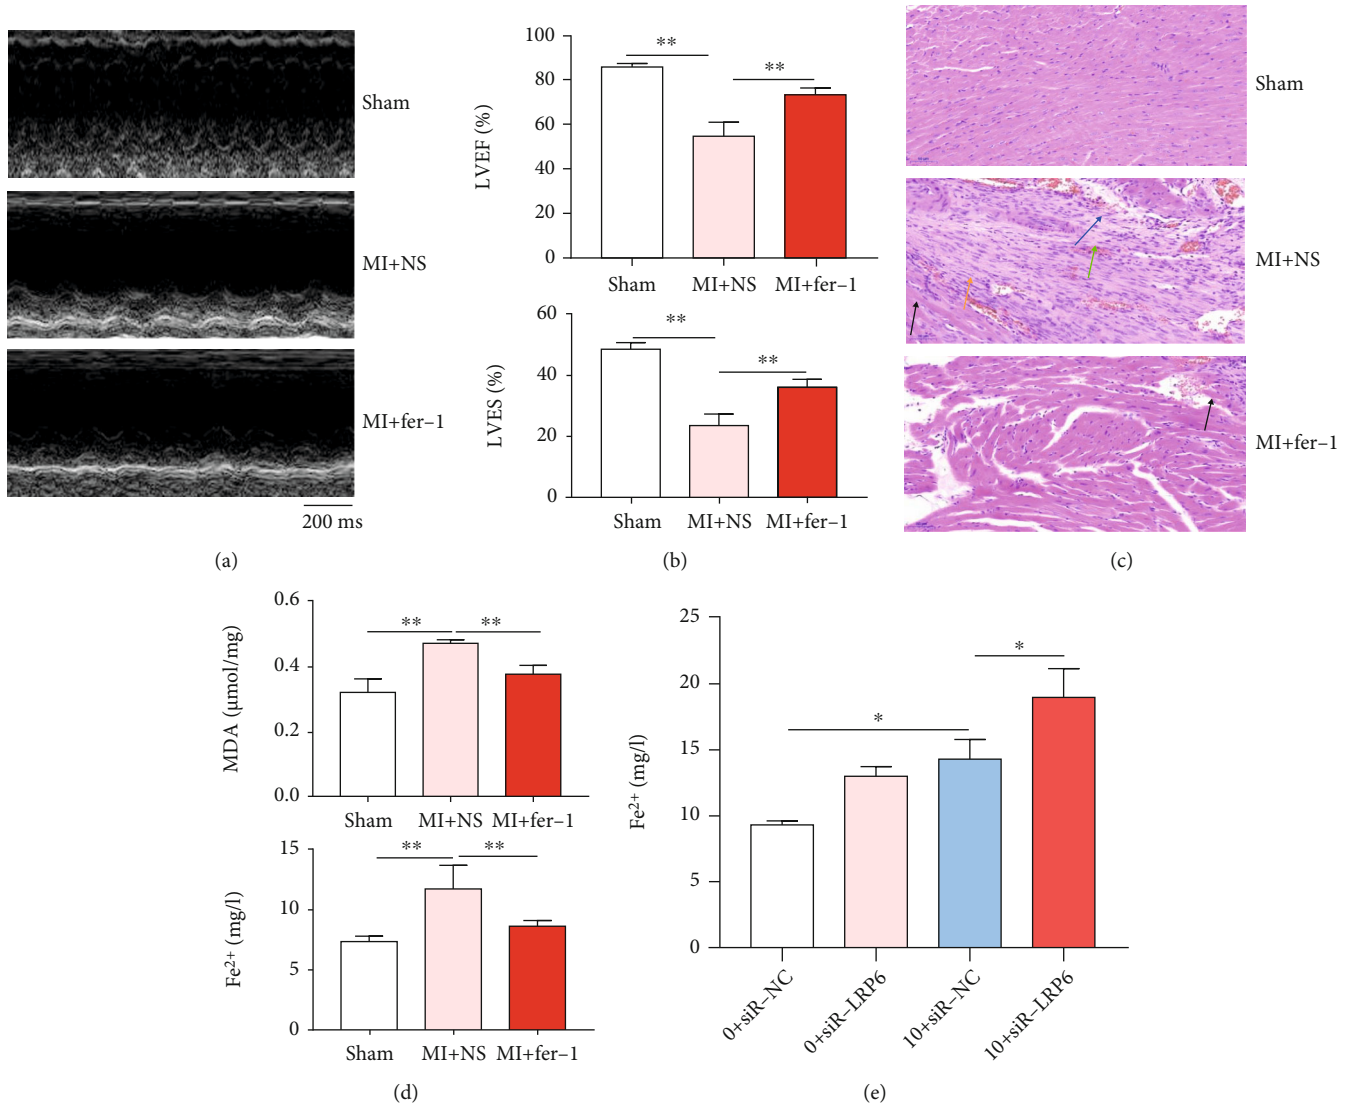 Sham
MI+NS
MI+fer-1
200 ms
(a)
100
80
60
40
20
0
LVEF (%)
**
**
Sham
MI+NS
MI+fer-1
60
40
20
0
LVES (%)
**
**
Sham
MI+NS
MI+fer-1
(b)
Sham
MI+NS
MI+fer-1
(c)
0.6
0.4
0.2
0.0
MDA (μmol/mg)
**
**
Sham
MI+NS
MI+fer-1
15
10
5
0
Fe²⁺ (mg/l)
**
**
Sham
MI+NS
MI+fer-1
(d)
25
20
15
10
5
0
Fe²⁺ (mg/l)
*
*
0+siR-NC
0+siR-LRP6
10+siR-NC
10+siR-LRP6
(e)